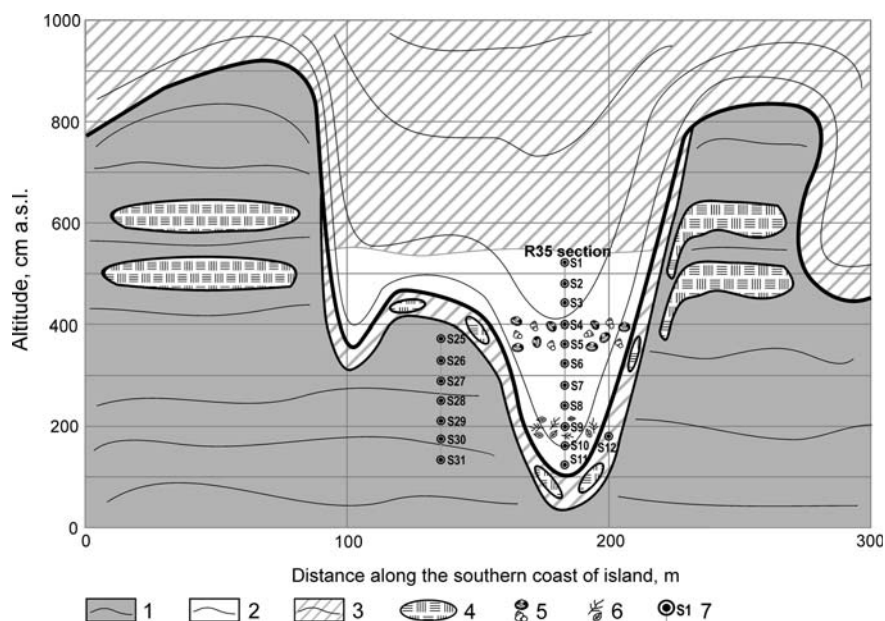 1000
800
600
400
200
0
Altitude, cm a.s.l.
R35 section
S1
S2
S3
S4
S5
S6
S7
S8
S9
S10
S11
S12
S25
S26
S27
S28
S29
S30
S31
0 100 200 300
Distance along the southern coast of island, m
1 2 3 4 5 6 S1 7